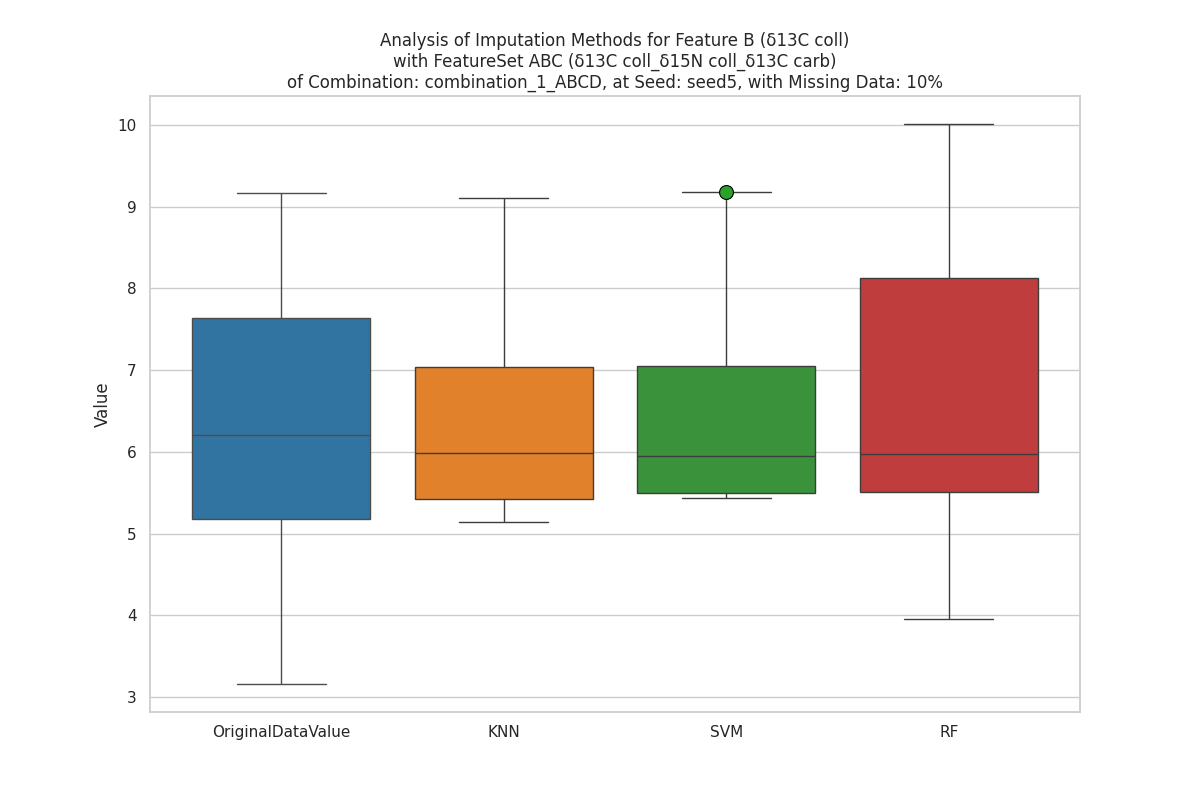 Analysis of Imputation Methods for Feature B (δ13C coll)
with FeatureSet ABC (δ13C coll_δ15N coll_δ13C carb)
of Combination: combination_1_ABCD, at Seed: seed5, with Missing Data: 10%
10
9
8
7
6
5
4
3
Value
OriginalDataValue KNN SVM RF